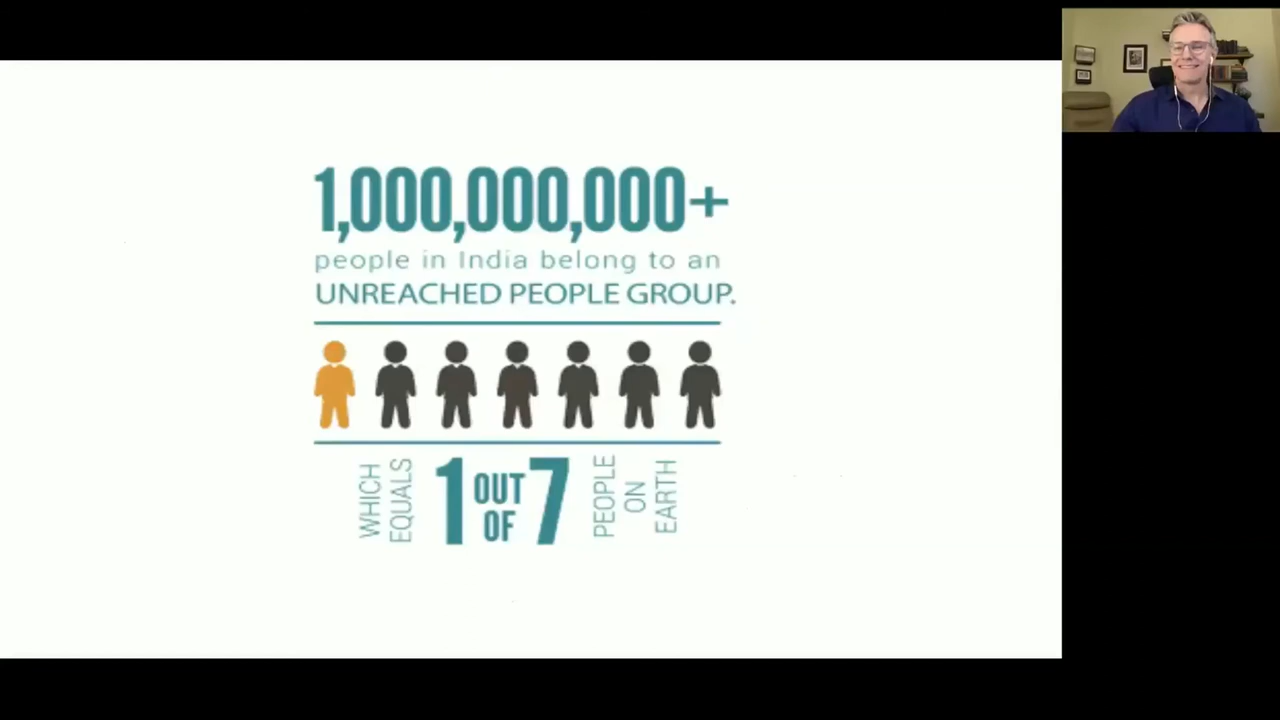 1,000,000,000+
people in India belong to an
UNREACHED PEOPLE GROUP.
WHICH
EQUALS
1 OUT OF 7
PEOPLE
ON
EARTH